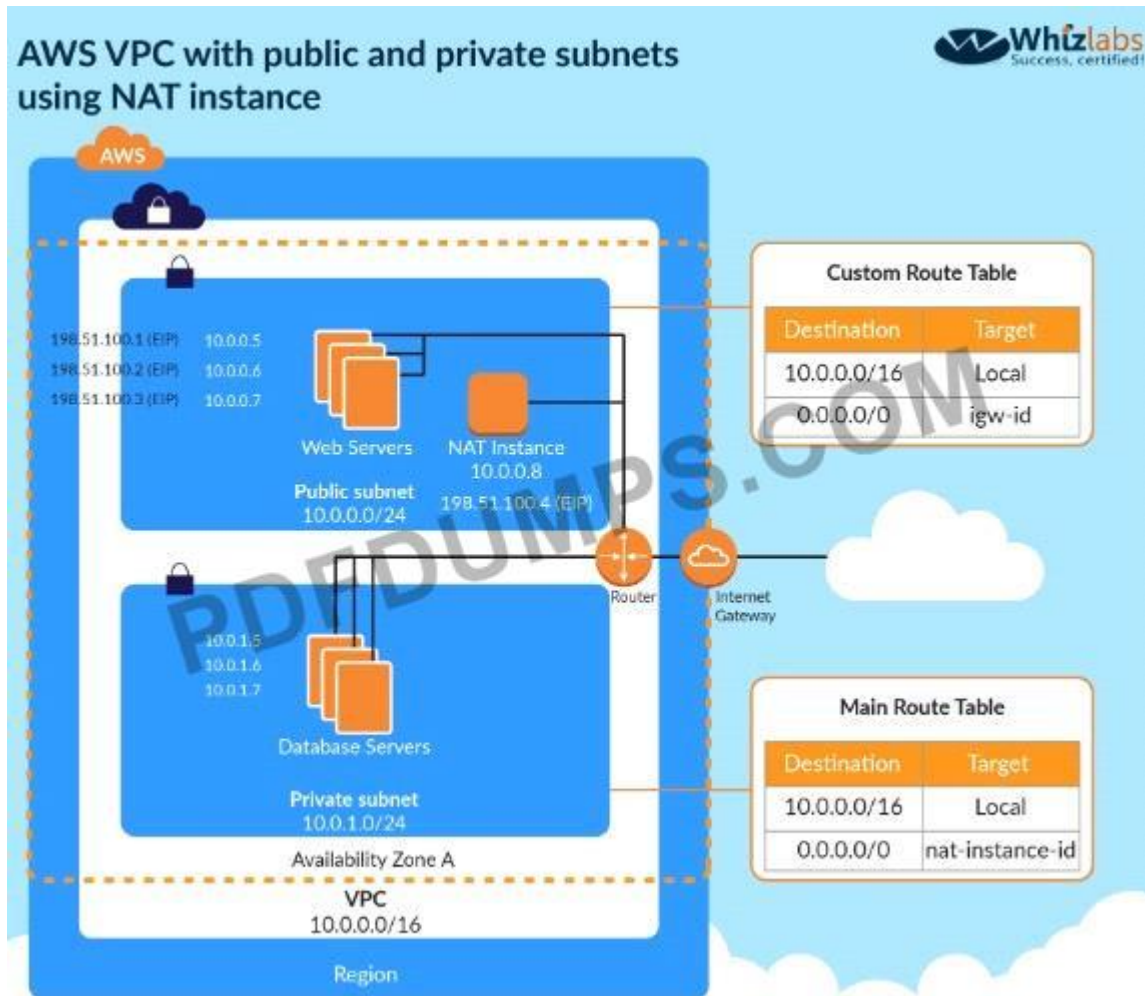 AWS VPC with public and private subnets
using NAT instance
Whizlabs
Success, certified!
AWS
198.51.100.1 (EIP) 10.0.0.5
198.51.100.2 (EIP) 10.0.0.6
198.51.100.3 (EIP) 10.0.0.7
Web Servers
NAT Instance
10.0.0.8
198.51.100.4 (EIP)
Public subnet
10.0.0.0/24
Custom Route Table
Destination Target
10.0.0.0/16 Local
0.0.0.0/0 igw-id
PDFDUMPS.COM
Router
Internet
Gateway
10.0.1.5
10.0.1.6
10.0.1.7
Database Servers
Private subnet
10.0.1.0/24
Availability Zone A
VPC
10.0.0.0/16
Region
Main Route Table
Destination Target
10.0.0.0/16 Local
0.0.0.0/0 nat-instance-id